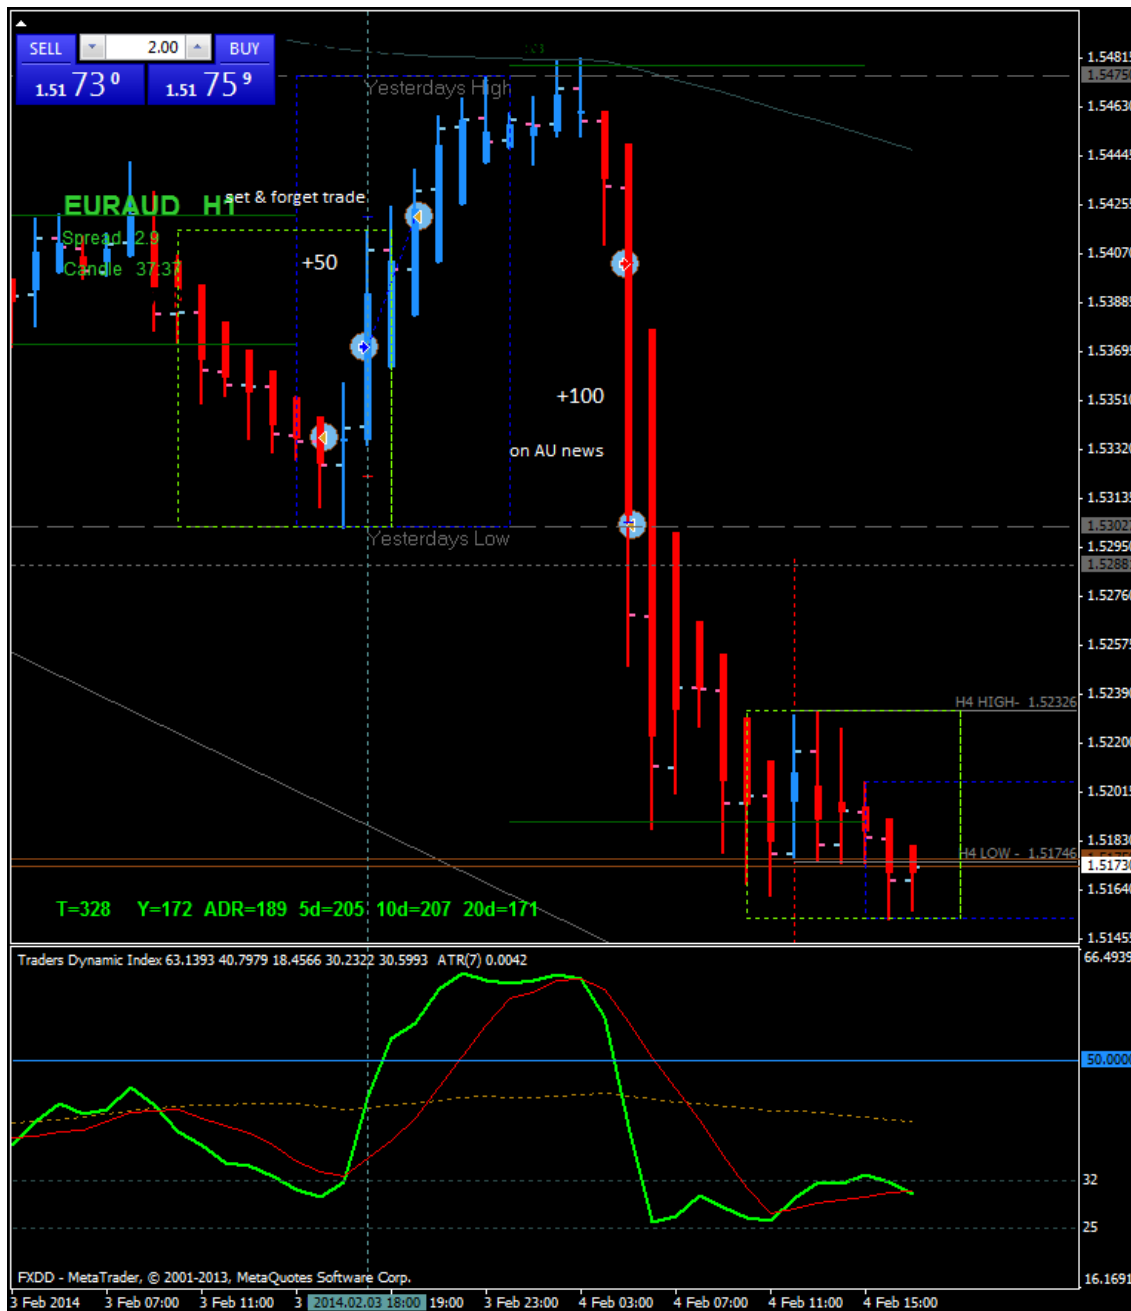 SELL 2.00 BUY
1.51 73 0 1.51 75 9
Yesterdays High
set & forget trade
EURAUD H1
Spread 2.9
Candle 37:37
+50
+100
on AU news
Yesterdays Low
H4 HIGH- 1.52326
H4 LOW - 1.51746
T=328 Y=172 ADR=189 5d=205 10d=207 20d=171
1.54815
1.54750
1.54630
1.54445
1.54255
1.54070
1.53885
1.53695
1.53510
1.53320
1.53135
1.53027
1.52950
1.52881
1.52760
1.52575
1.52390
1.52200
1.52015
1.51830
1.51730
1.51640
1.51455
Traders Dynamic Index 63.1393 40.7979 18.4566 30.2322 30.5993 ATR(7) 0.0042
66.4939
50.0000
32
25
16.1691
FXDD - MetaTrader, © 2001-2013, MetaQuotes Software Corp.
3 Feb 2014 3 Feb 07:00 3 Feb 11:00 3 2014.02.03 18:00 19:00 3 Feb 23:00 4 Feb 03:00 4 Feb 07:00 4 Feb 11:00 4 Feb 15:00